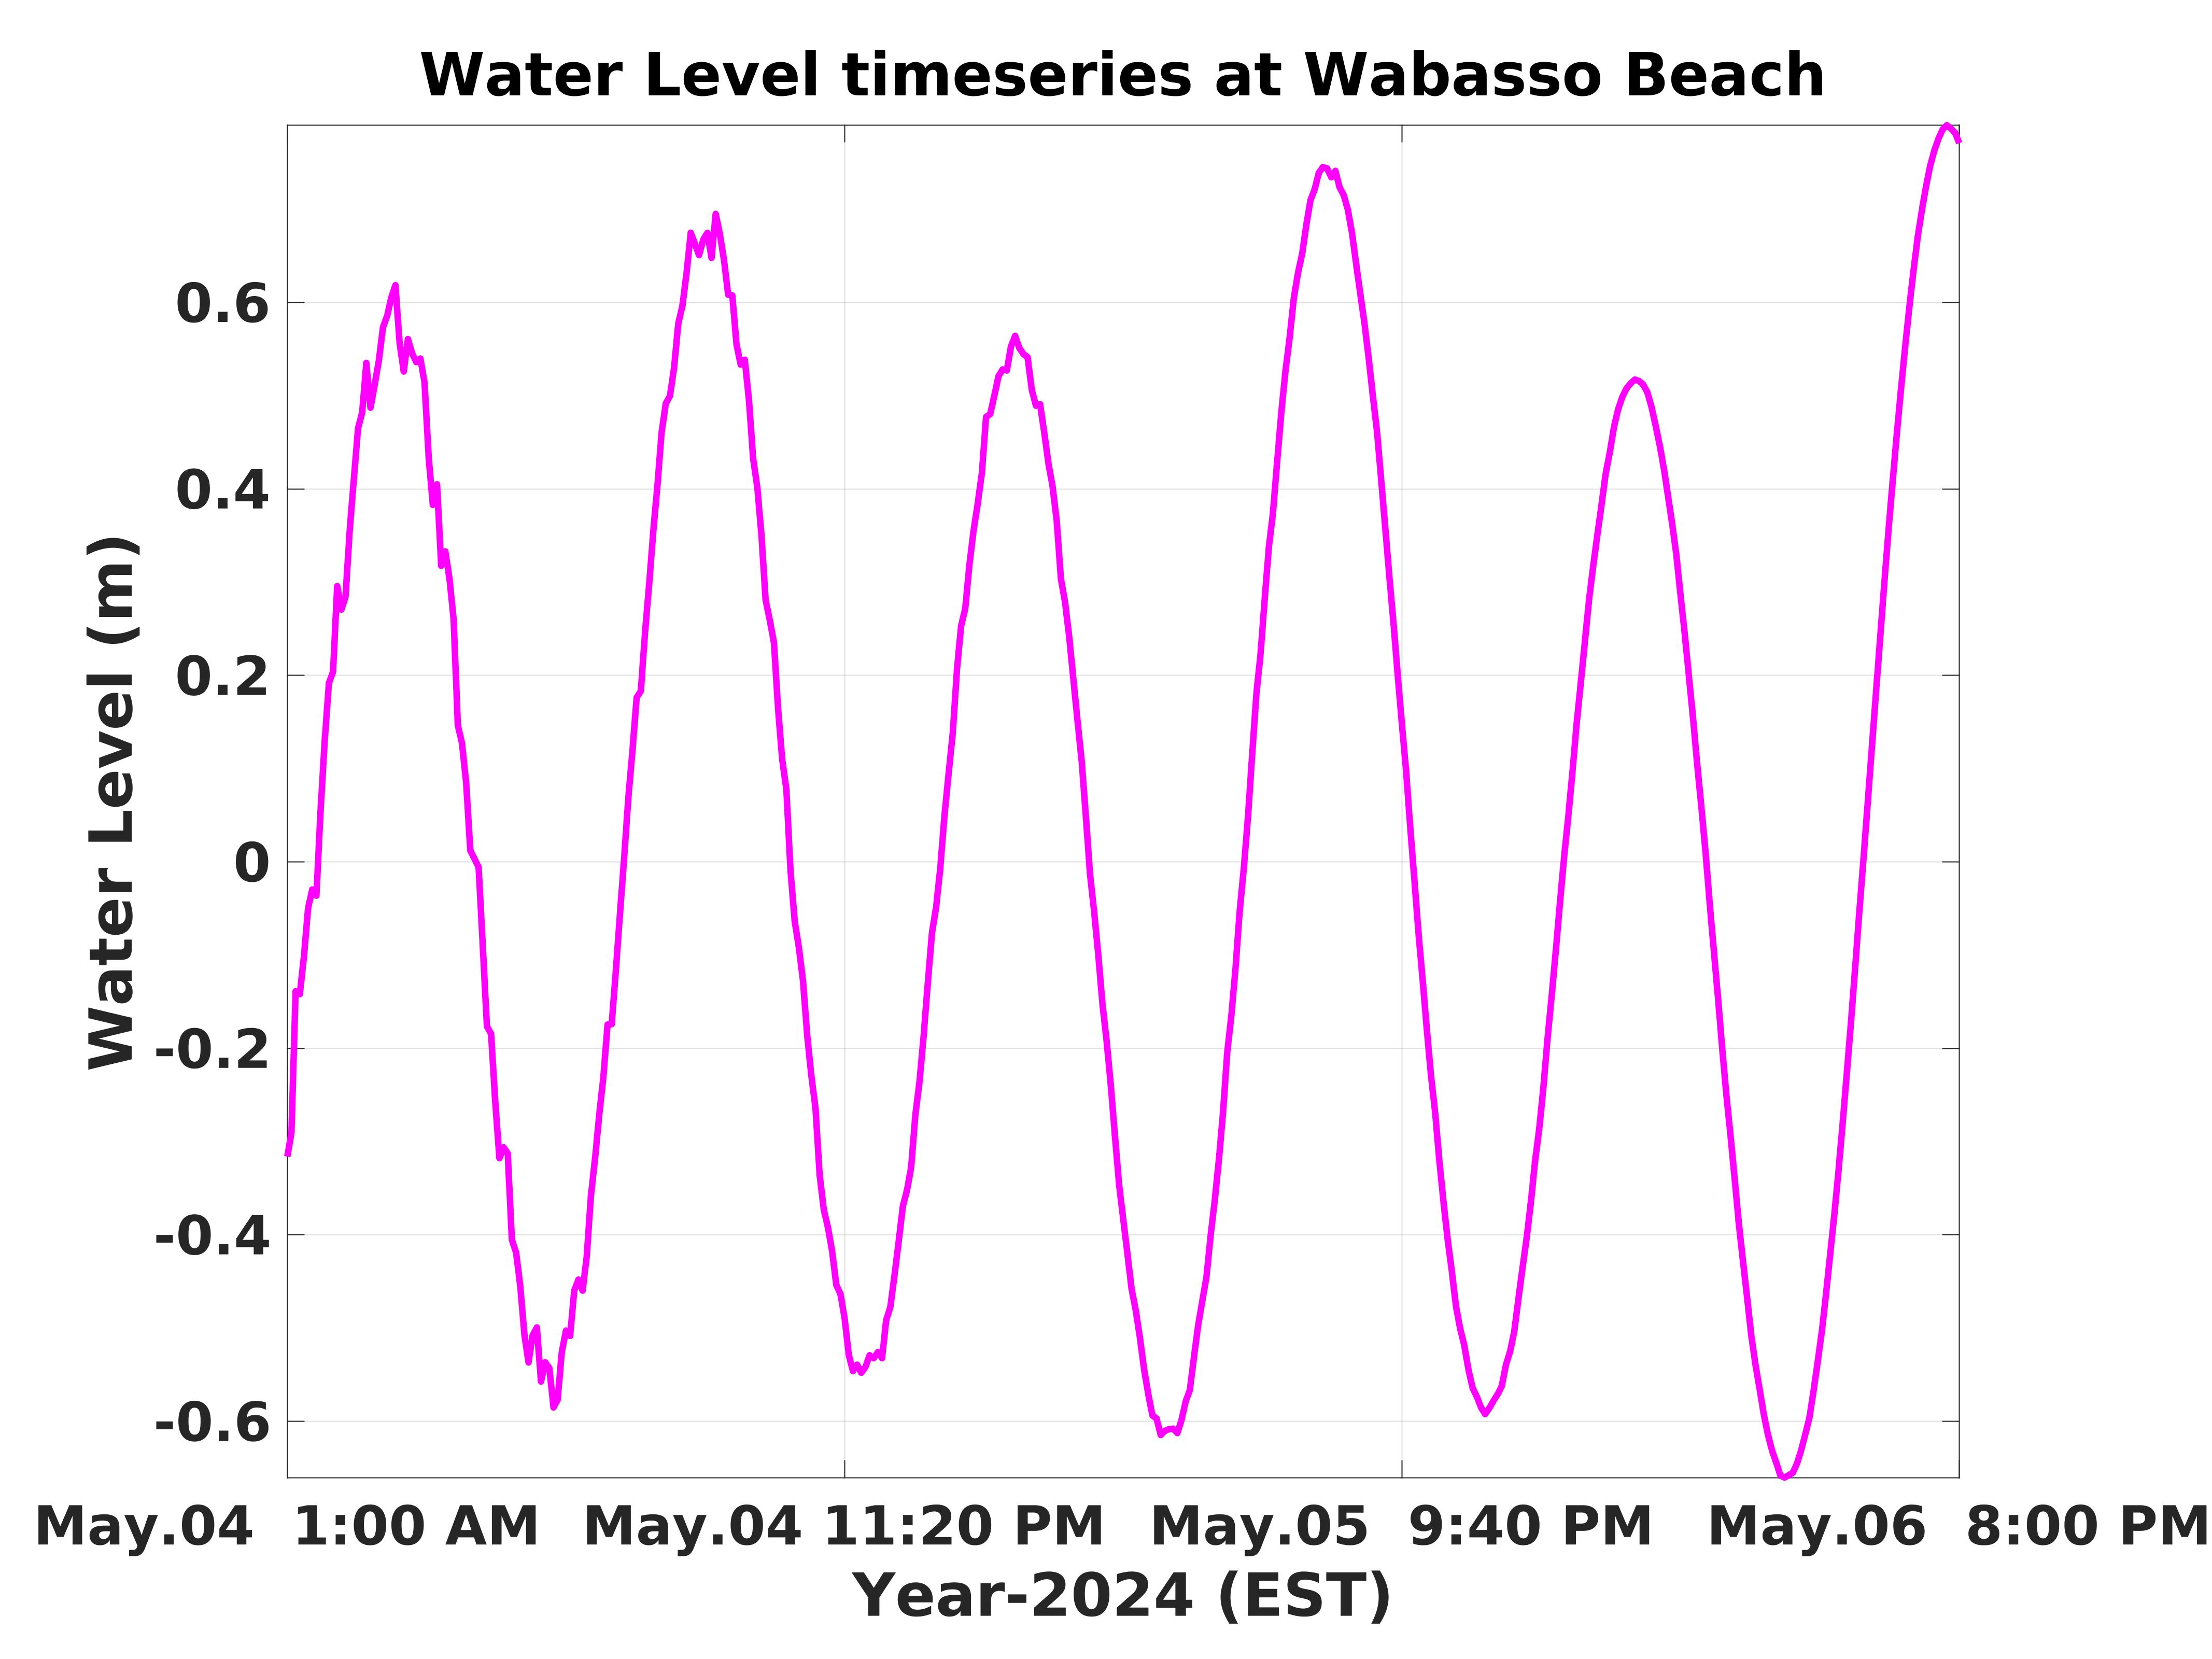 Water Level timeseries at Wabasso Beach
Water Level (m)
0.6
0.4
0.2
0
-0.2
-0.4
-0.6
May.04 1:00 AM May.04 11:20 PM May.05 9:40 PM May.06 8:00 PM
Year-2024 (EST)